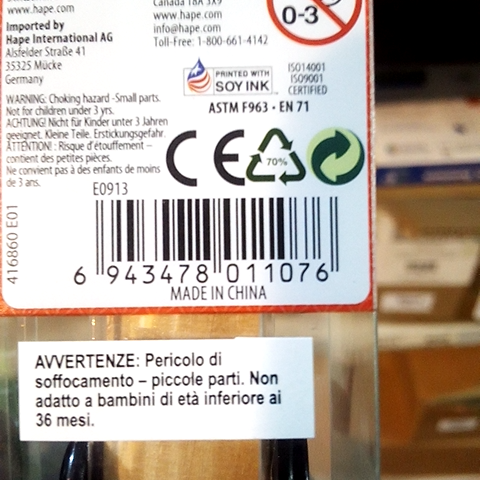 www.hape.com
Imported by
Hape International AG
Alsfelder Straße 41
35325 Mücke
Germany
Canada
www.hape.com
info@hape.com
Toll-Free: 1-800-661-4142
0-3
PRINTED WITH
SOY INK
ISO14001
ISO9001
CERTIFIED
ASTM F963 · EN 71
WARNING: Choking hazard -Small parts.
Not for children under 3 yrs.
ACHTUNG! Nicht für Kinder unter 3 Jahren
geeignet. Kleine Teile. Erstickungsgefahr.
ATTENTION! : Risque d'étouffement –
contient des petites pièces.
Ne convient pas à des enfants de moins
de 3 ans.
CE
70%
E0913
416860 E01
6 943478 011076
MADE IN CHINA
AVVERTENZE: Pericolo di
soffocamento – piccole parti. Non
adatto a bambini di età inferiore ai
36 mesi.